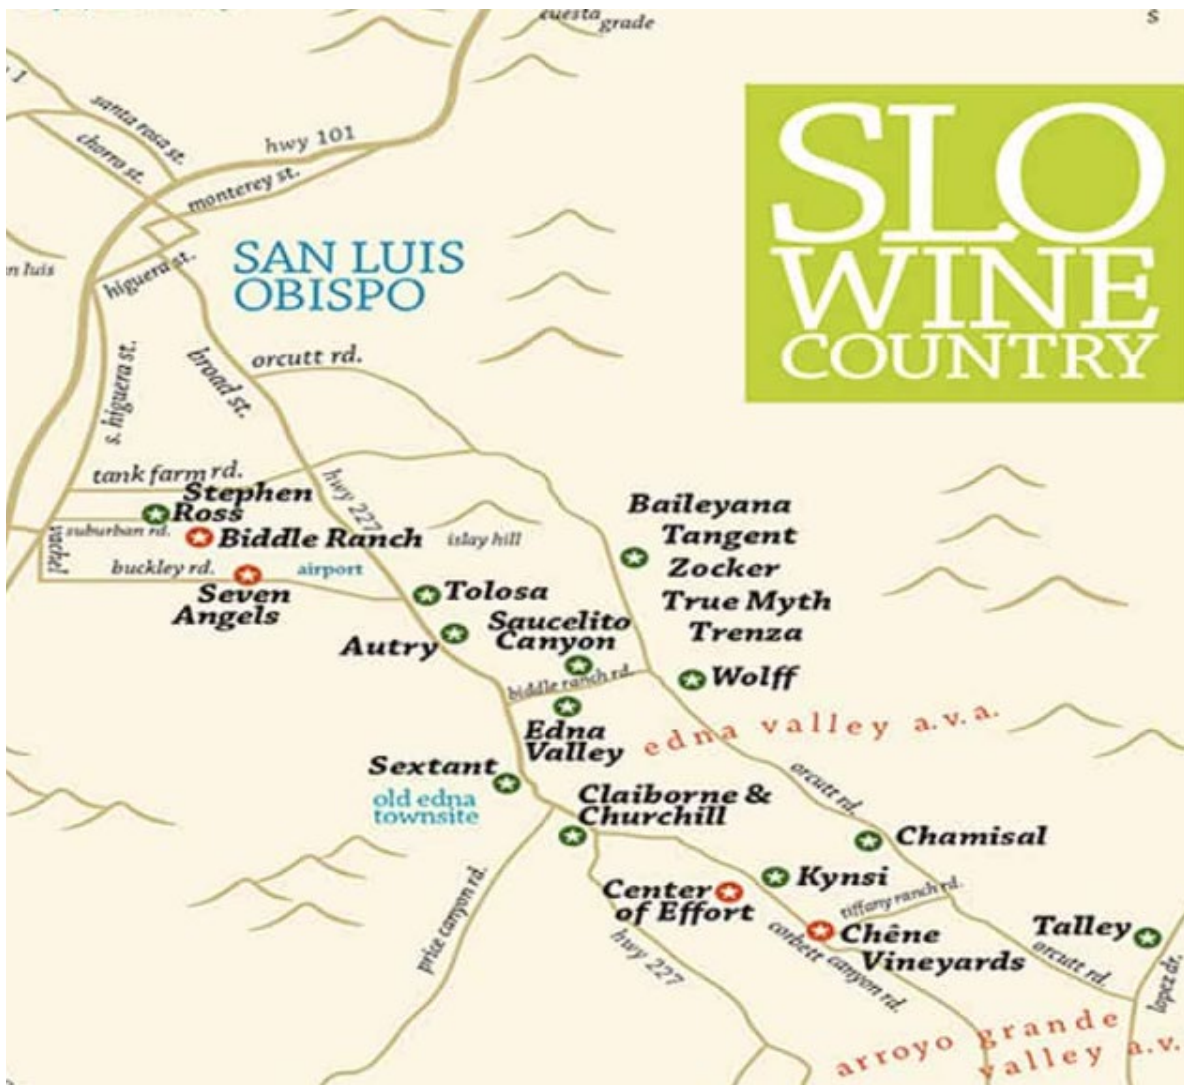 cuesta
grade
s
1
santa rosa st.
chorro st.
hwy 101
monterey st.
SLO
WINE
COUNTRY
n luis
higuera st.
SAN LUIS
OBISPO
s. higuera st.
broad st.
orcutt rd.
tank farm rd.
hwy 227
Stephen
Ross
suburban rd.
vachel
Biddle Ranch
islay hill
buckley rd.
airport
Seven
Angels
Baileyana
Tangent
Zocker
True Myth
Trenza
Tolosa
Autry
Saucelito
Canyon
biddle ranch rd.
Wolff
Edna
Valley
edna valley a.v.a.
Sextant
old edna
townsite
orcutt rd.
Claiborne &
Churchill
Chamisal
Kynsi
Center
of Effort
tiffany ranch rd.
price canyon rd.
hwy 227
corbett canyon rd.
Chêne
Vineyards
Talley
orcutt rd.
lopez dr.
arroyo grande
valley a.v.